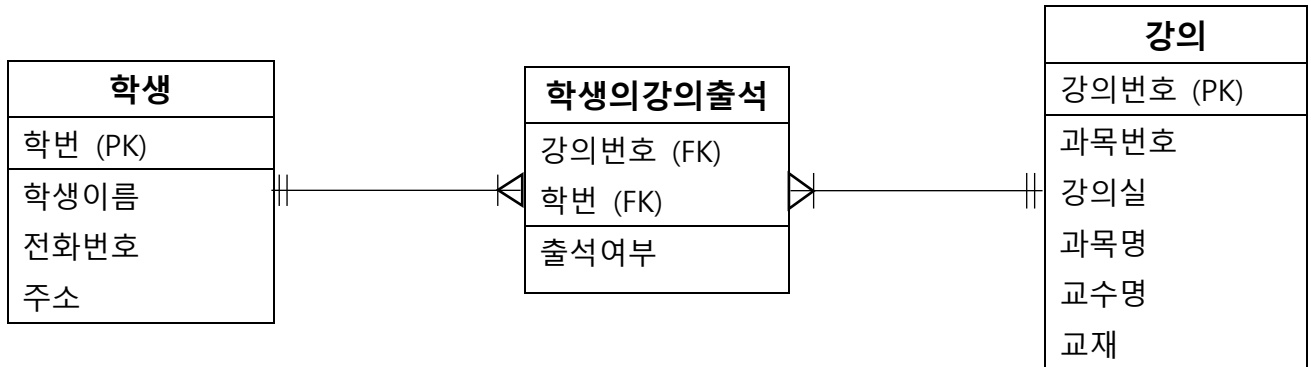 학생
학번 (PK)
학생이름
전화번호
주소
학생의강의출석
강의번호 (FK)
학번 (FK)
출석여부
강의
강의번호 (PK)
과목번호
강의실
과목명
교수명
교재